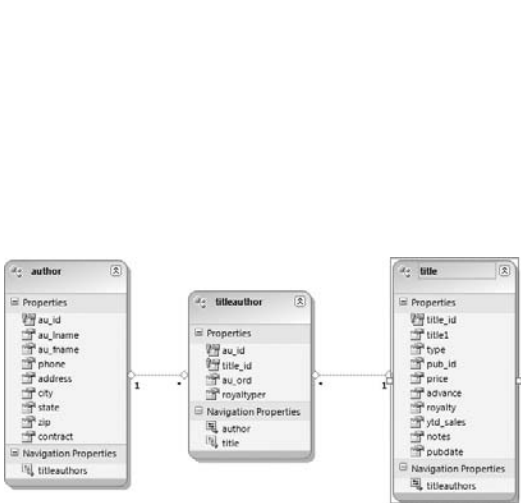 author
Properties
au_id
au_lname
au_fname
phone
address
city
state
zip
contract
Navigation Properties
titleauthors
1
*
titleauthor
Properties
au_id
title_id
au_ord
royaltyper
Navigation Properties
author
title
*
1
title
Properties
title_id
title1
type
pub_id
price
advance
royalty
ytd_sales
notes
pubdate
Navigation Properties
titleauthors